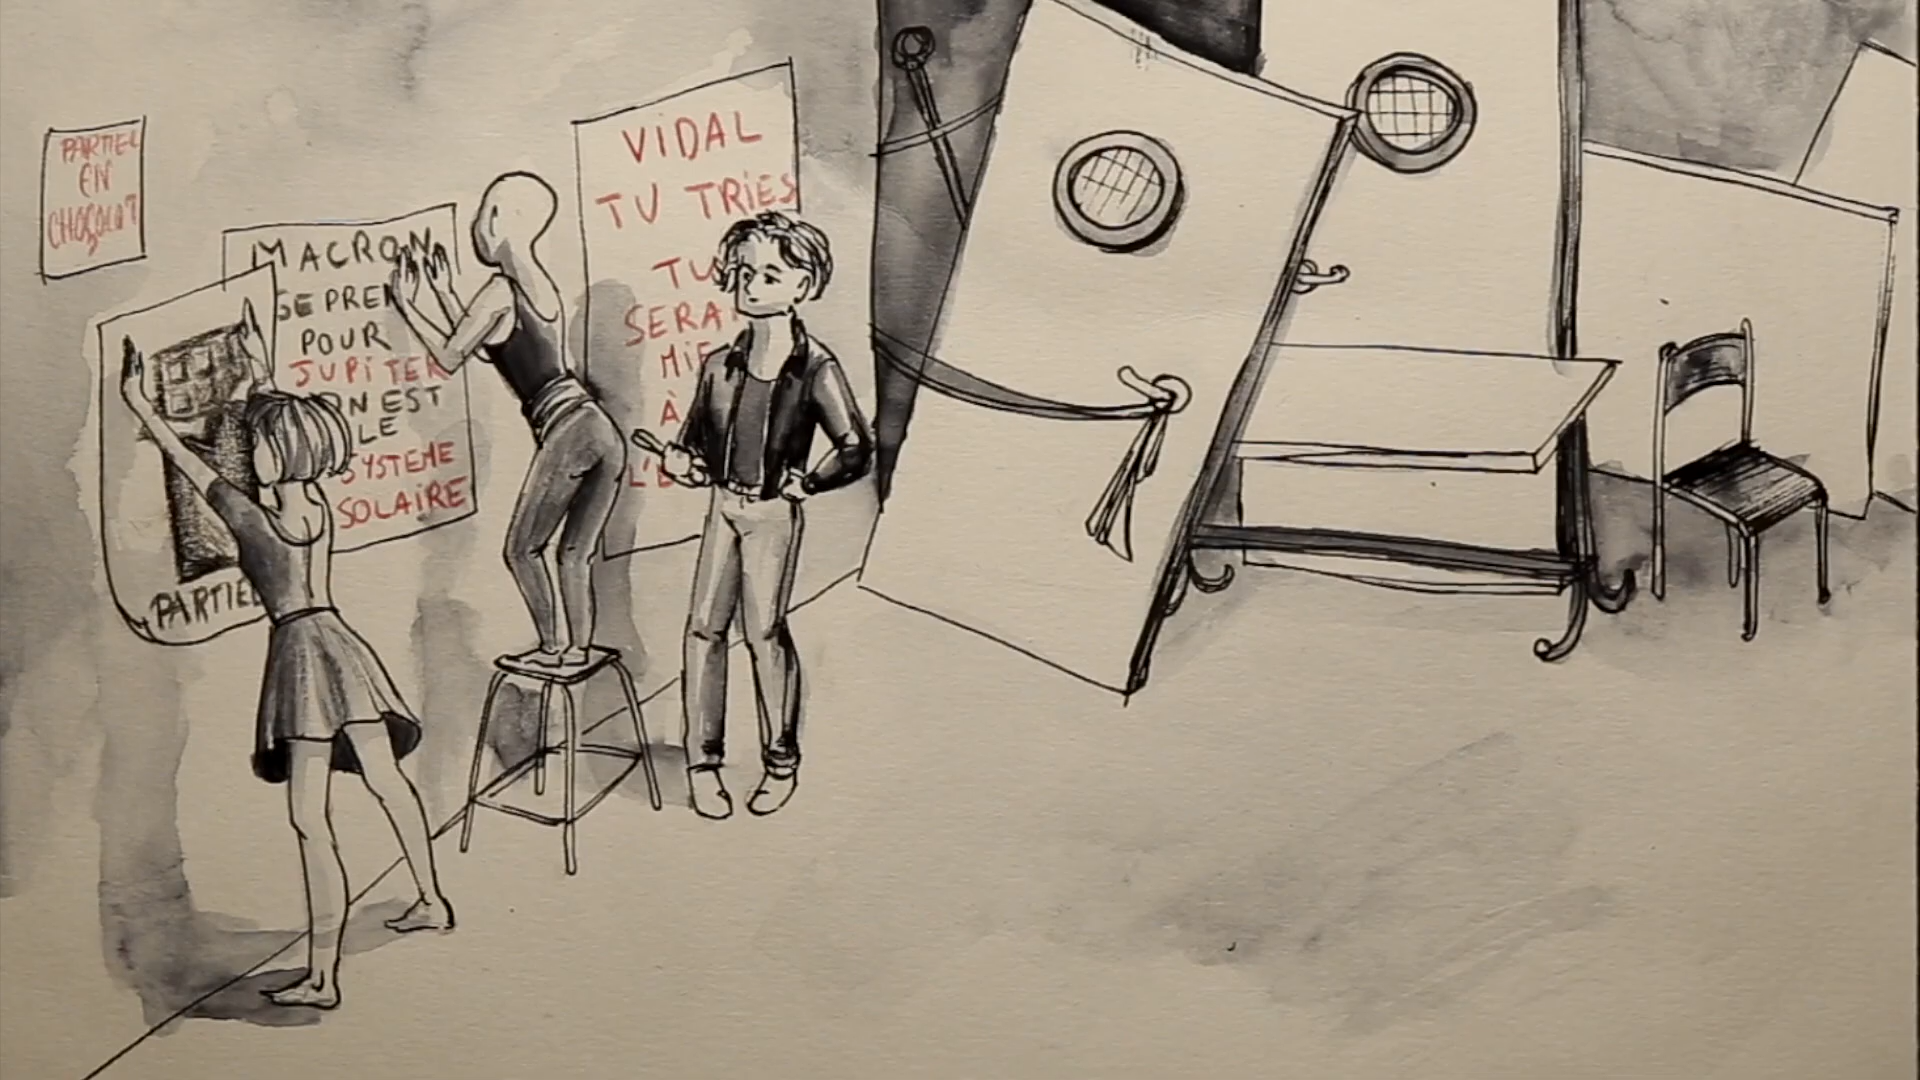 PARTIEL
EN
CHOCOLAT
PARTIEL
MACRON
SE PREN
POUR
JUPITER
ON EST
LE
SYSTEME
SOLAIRE
VIDAL
TU TRIES
TU
SERA
MIE
À
L'E